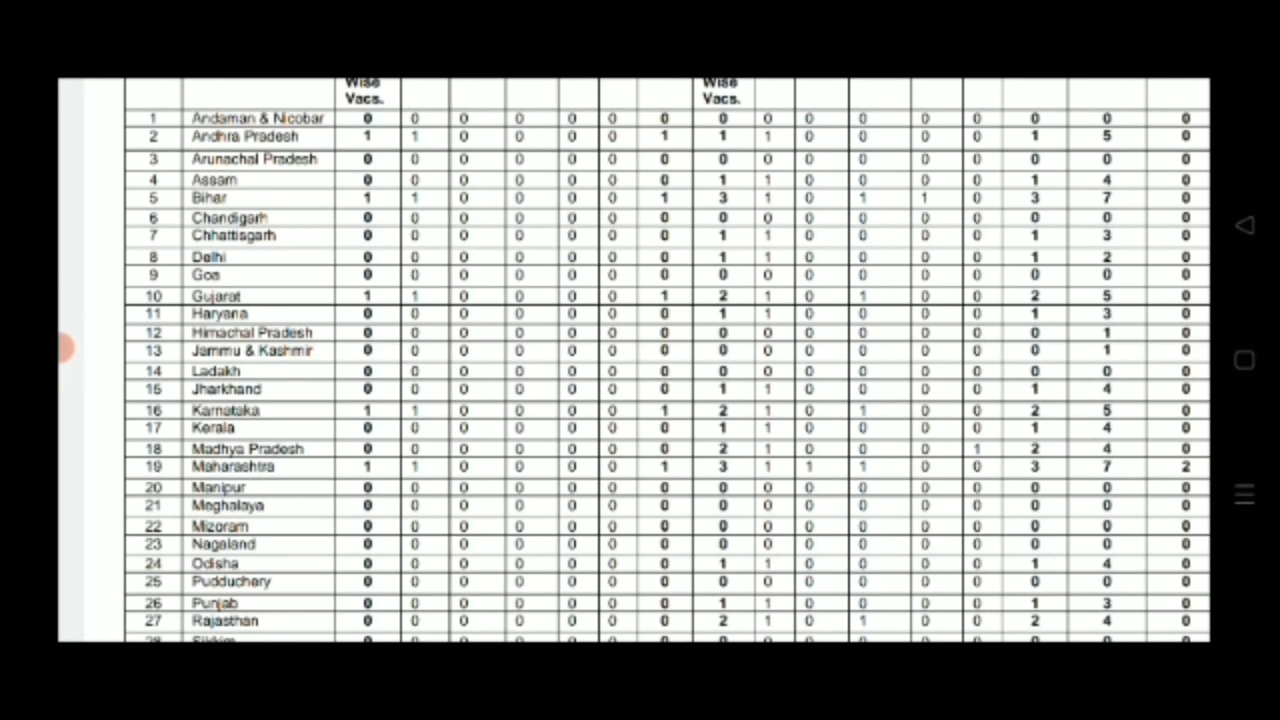 Wise Wise
Vacs. Vacs.
1 Andaman & Nicobar 0 0 0 0 0 0 0 0 0 0 0 0 0 0 0 0
2 Andhra Pradesh 1 1 0 0 0 0 1 1 1 0 0 0 0 1 5 0
3 Arunachal Pradesh 0 0 0 0 0 0 0 0 0 0 0 0 0 0 0 0
4 Assam 0 0 0 0 0 0 0 1 1 0 0 0 0 1 4 0
5 Bihar 1 1 0 0 0 0 1 3 1 0 1 1 0 3 7 0
6 Chandigarh 0 0 0 0 0 0 0 0 0 0 0 0 0 0 0 0
7 Chhattisgarh 0 0 0 0 0 0 0 1 1 0 0 0 0 1 3 0
8 Delhi 0 0 0 0 0 0 0 1 1 0 0 0 0 1 2 0
9 Goa 0 0 0 0 0 0 0 0 0 0 0 0 0 0 0 0
10 Gujarat 1 1 0 0 0 0 1 2 1 0 1 0 0 2 5 0
11 Haryana 0 0 0 0 0 0 0 1 1 0 0 0 0 1 3 0
12 Himachal Pradesh 0 0 0 0 0 0 0 0 0 0 0 0 0 0 1 0
13 Jammu & Kashmir 0 0 0 0 0 0 0 0 0 0 0 0 0 0 1 0
14 Ladakh 0 0 0 0 0 0 0 0 0 0 0 0 0 0 0 0
15 Jharkhand 0 0 0 0 0 0 0 1 1 0 0 0 0 1 4 0
16 Karnataka 1 1 0 0 0 0 1 2 1 0 1 0 0 2 5 0
17 Kerala 0 0 0 0 0 0 0 1 1 0 0 0 0 1 4 0
18 Madhya Pradesh 0 0 0 0 0 0 0 2 1 0 0 0 1 2 4 0
19 Maharashtra 1 1 0 0 0 0 1 3 1 1 1 0 0 3 7 2
20 Manipur 0 0 0 0 0 0 0 0 0 0 0 0 0 0 0 0
21 Meghalaya 0 0 0 0 0 0 0 0 0 0 0 0 0 0 0 0
22 Mizoram 0 0 0 0 0 0 0 0 0 0 0 0 0 0 0 0
23 Nagaland 0 0 0 0 0 0 0 0 0 0 0 0 0 0 0 0
24 Odisha 0 0 0 0 0 0 0 1 1 0 0 0 0 1 4 0
25 Pudduchery 0 0 0 0 0 0 0 0 0 0 0 0 0 0 0 0
26 Punjab 0 0 0 0 0 0 0 1 1 0 0 0 0 1 3 0
27 Rajasthan 0 0 0 0 0 0 0 2 1 0 1 0 0 2 4 0